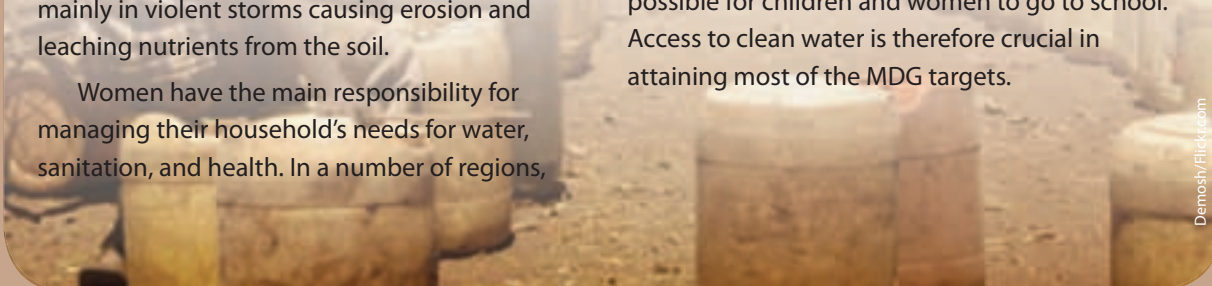 mainly in violent storms causing erosion and
leaching nutrients from the soil.
Women have the main responsibility for
managing their household's needs for water,
sanitation, and health. In a number of regions,
possible for children and women to go to school.
Access to clean water is therefore crucial in
attaining most of the MDG targets.
Demosh/Flickr.com